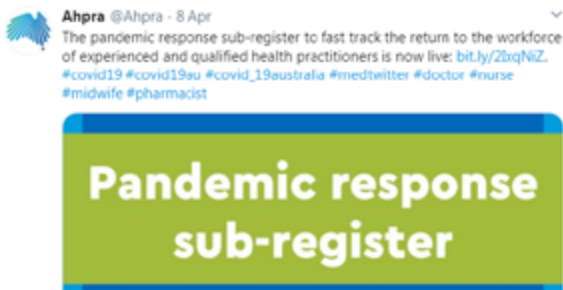 Ahpra @Ahpra · 8 Apr
The pandemic response sub-register to fast track the return to the workforce
of experienced and qualified health practitioners is now live: bit.ly/2IxqNiZ.
#covid19 #covid19au #covid_19australia #medtwitter #doctor #nurse
#midwife #pharmacist
Pandemic response
sub-register